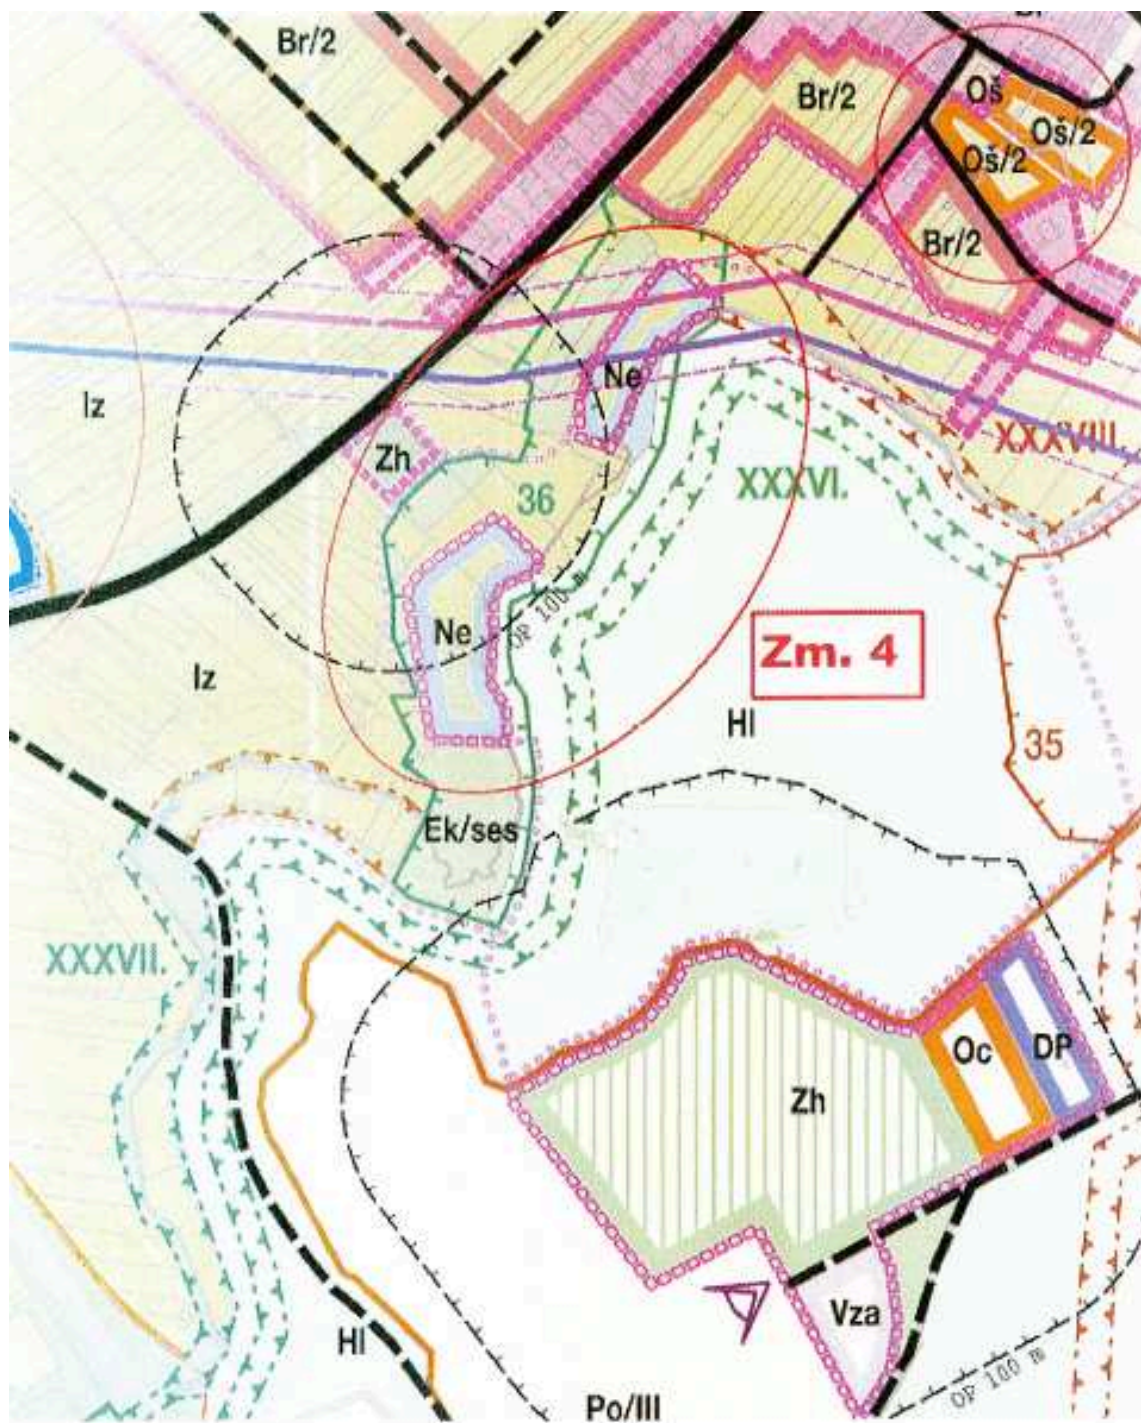 Br/2
Br/2
Oš
Oš/2
Oš/2
Br/2
Iz
Ne
Zh
XXXVIII.
XXXVI.
36
OP 100 m
Ne
Iz
Zm. 4
Hl
35
Ek/ses
XXXVII.
Oc
DP
Zh
Vza
Hl
OP 100 m
Po/III